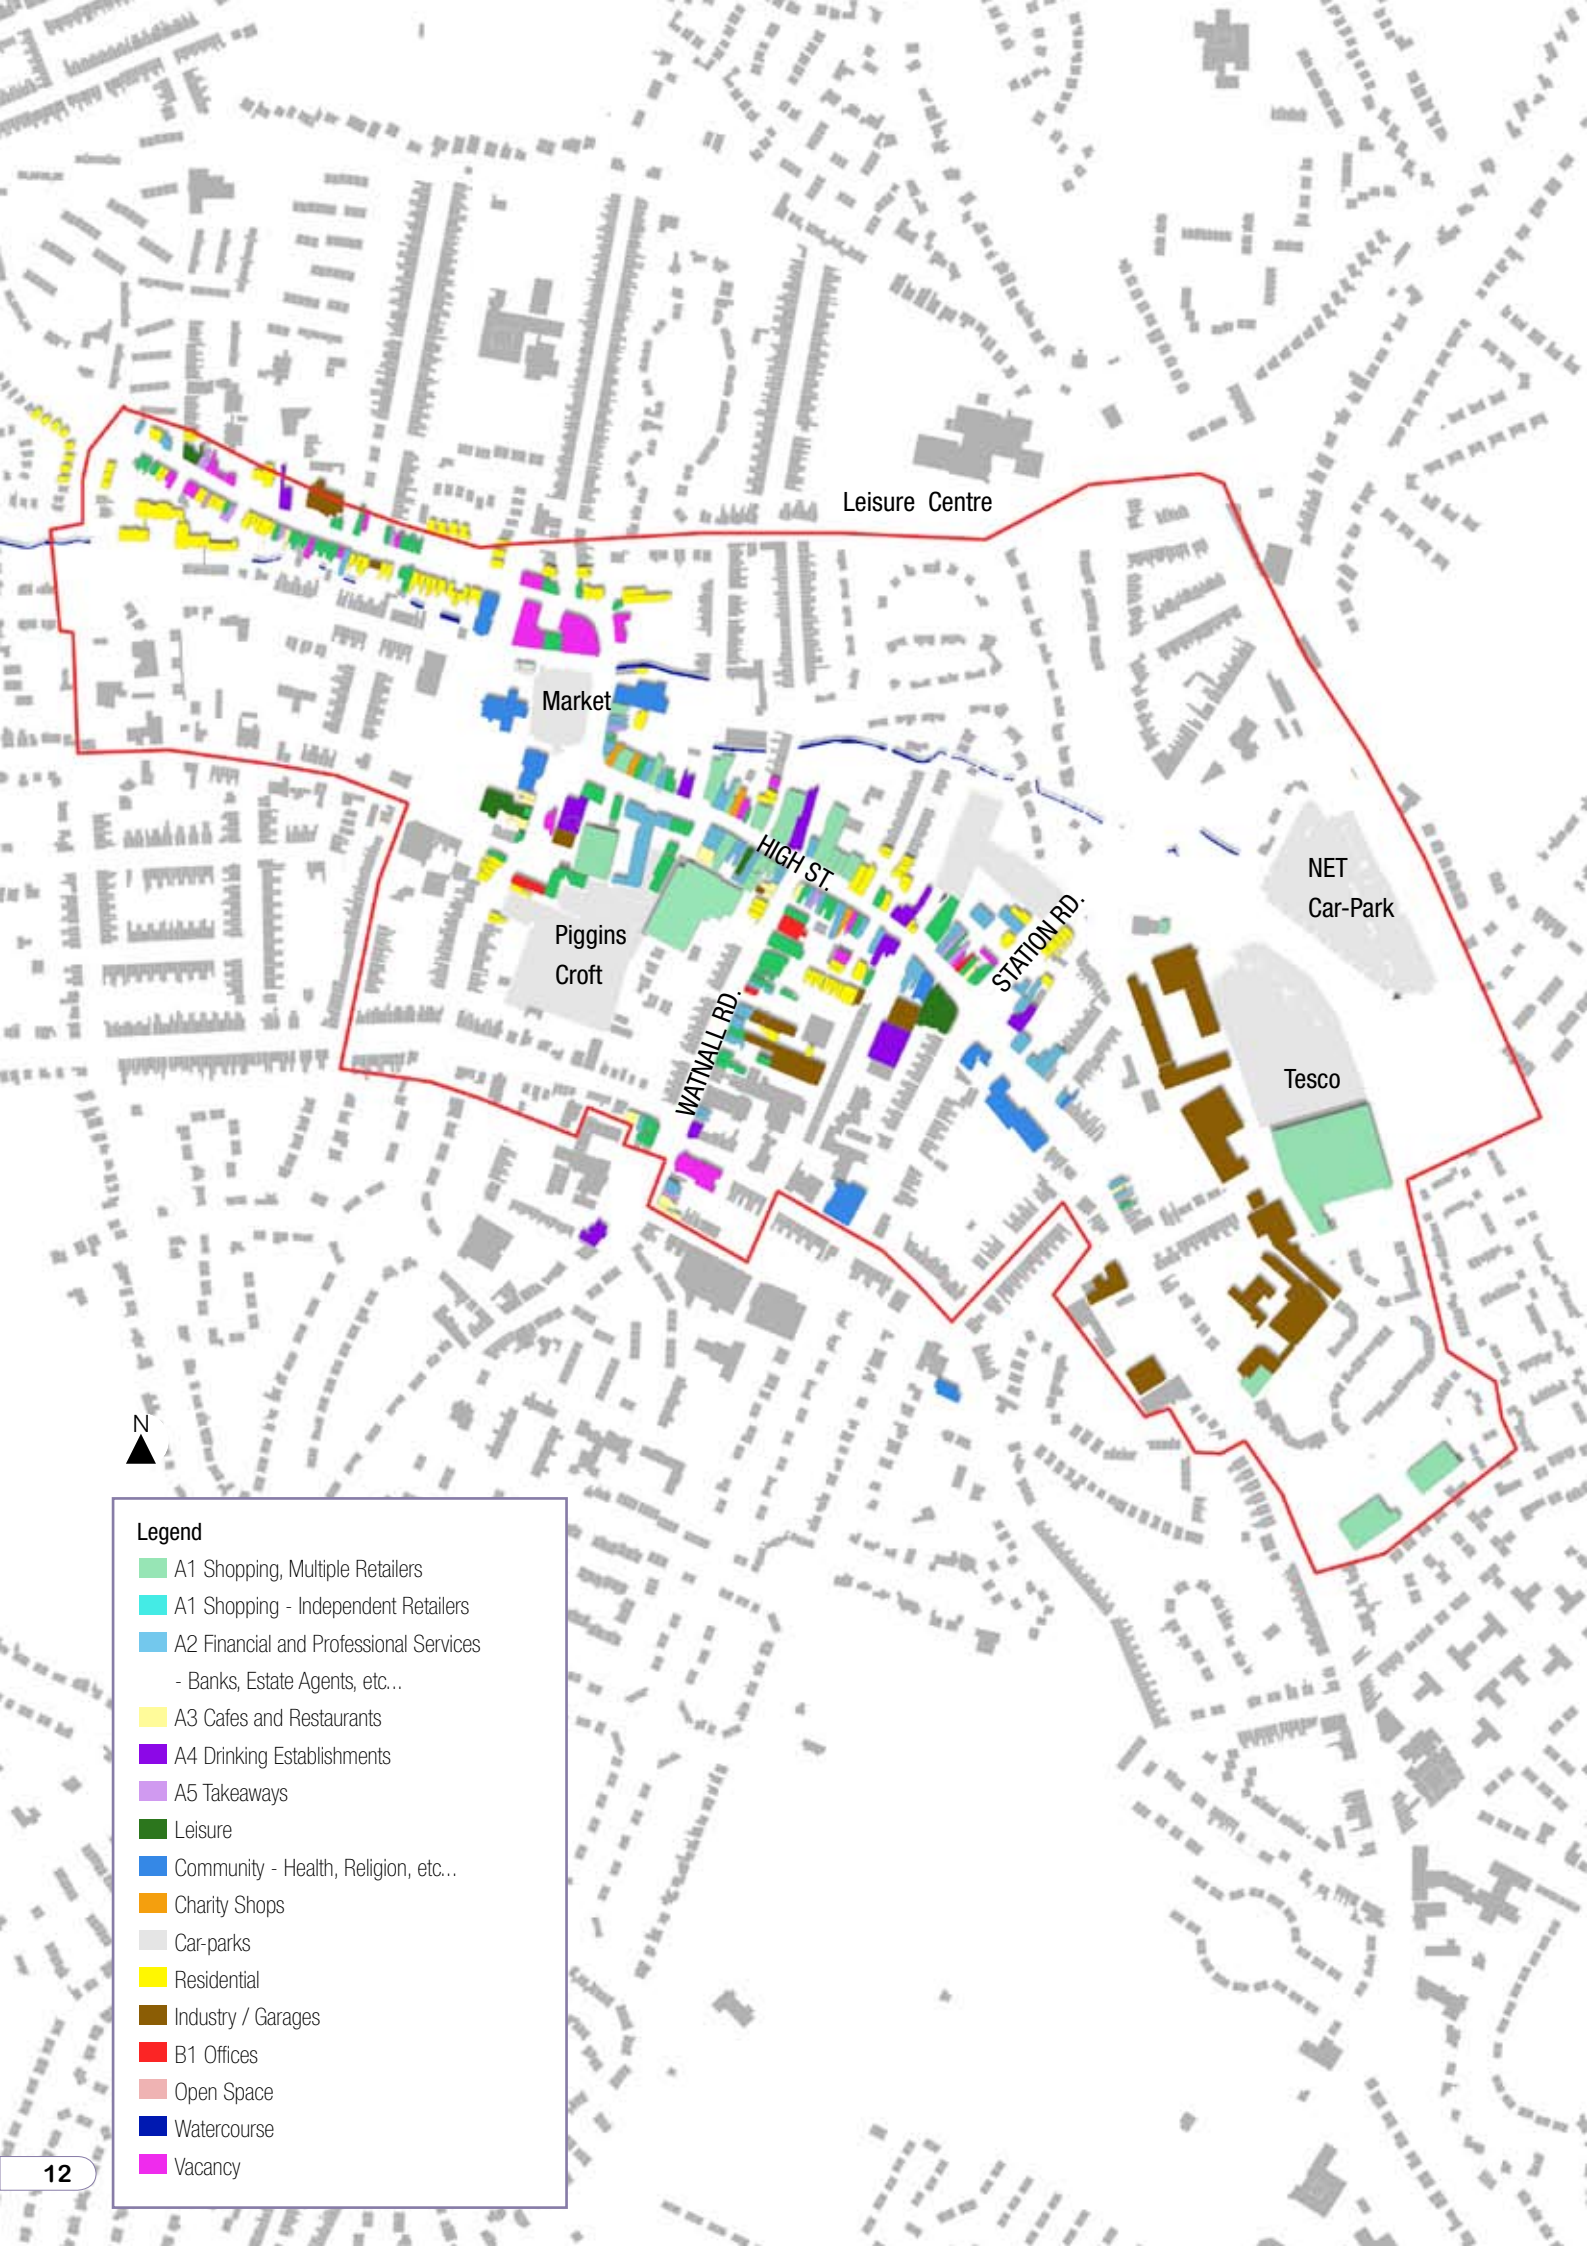 Leisure Centre
Market
HIGH ST.
NET
Car-Park
STATION RD.
Piggins
Croft
WATNALL RD.
Tesco
N
Legend
A1 Shopping, Multiple Retailers
A1 Shopping - Independent Retailers
A2 Financial and Professional Services
- Banks, Estate Agents, etc...
A3 Cafes and Restaurants
A4 Drinking Establishments
A5 Takeaways
Leisure
Community - Health, Religion, etc...
Charity Shops
Car-parks
Residential
Industry / Garages
B1 Offices
Open Space
Watercourse
Vacancy
12